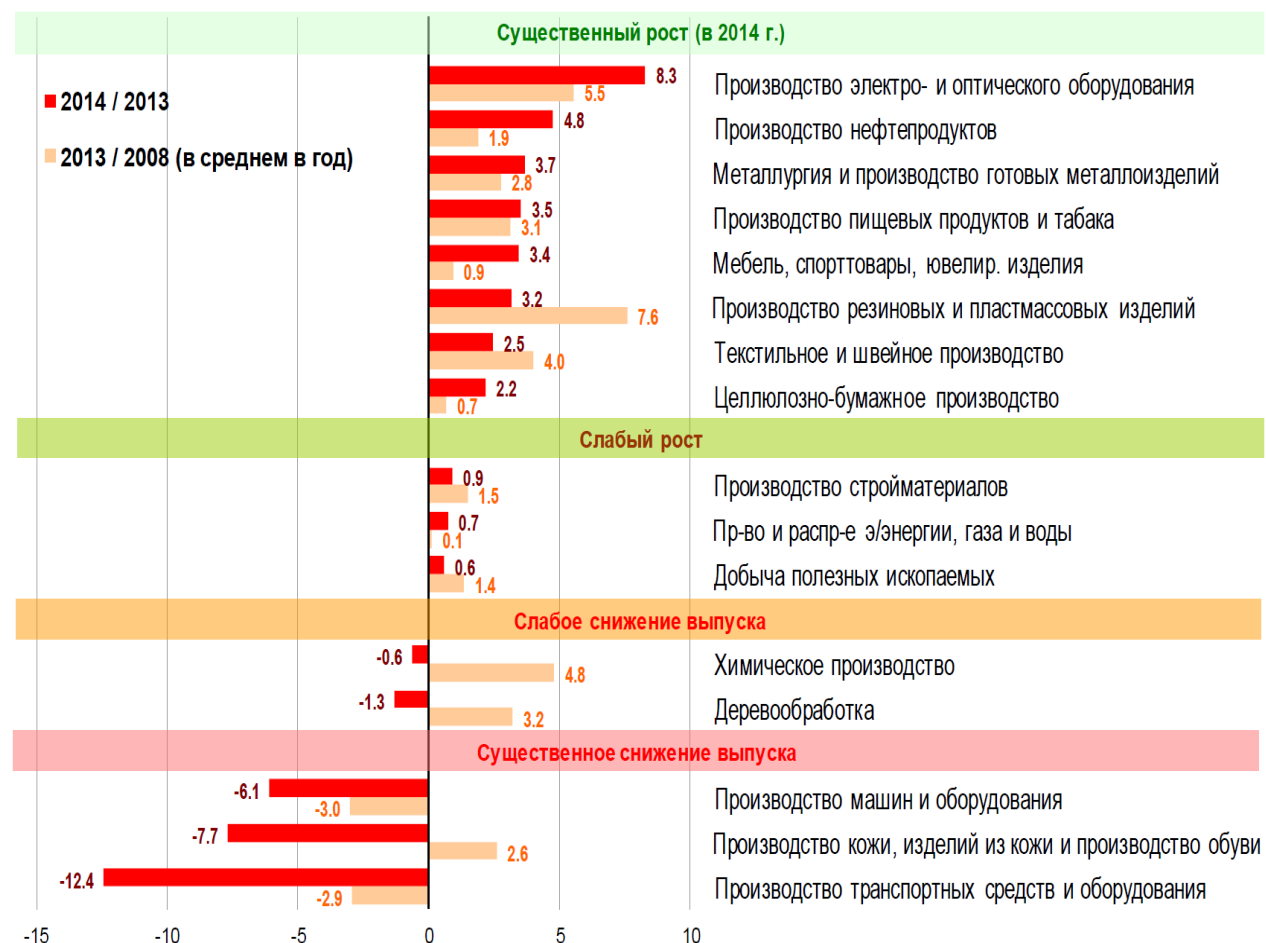 Существенный рост (в 2014 г.)
2014 / 2013
2013 / 2008 (в среднем в год)
8.3
5.5
Производство электро- и оптического оборудования
4.8
1.9
Производство нефтепродуктов
3.7
2.8
Металлургия и производство готовых металлоизделий
3.5
3.1
Производство пищевых продуктов и табака
3.4
0.9
Мебель, спорттовары, ювелир. изделия
3.2
7.6
Производство резиновых и пластмассовых изделий
2.5
4.0
Текстильное и швейное производство
2.2
0.7
Целлюлозно-бумажное производство
Слабый рост
0.9
1.5
Производство стройматериалов
0.7
0.1
Пр-во и распр-е э/энергии, газа и воды
0.6
1.4
Добыча полезных ископаемых
Слабое снижение выпуска
-0.6
4.8
Химическое производство
-1.3
3.2
Деревообработка
Существенное снижение выпуска
-6.1
-3.0
Производство машин и оборудования
-7.7
2.6
Производство кожи, изделий из кожи и производство обуви
-12.4
-2.9
Производство транспортных средств и оборудования
-15 -10 -5 0 5 10